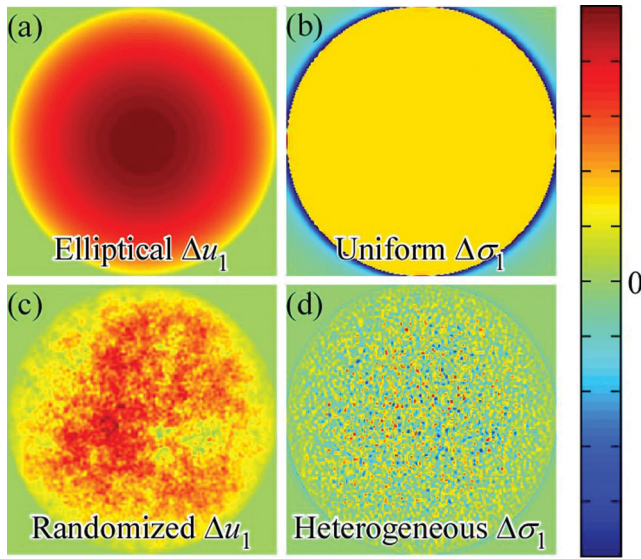 (a)
Elliptical Δu₁
(b)
Uniform Δσ₁
(c)
Randomized Δu₁
(d)
Heterogeneous Δσ₁
0